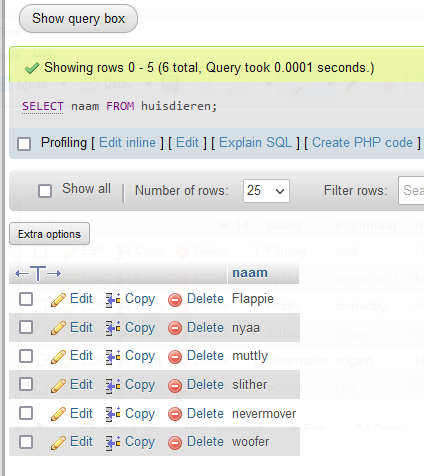 Show query box
Showing rows 0 - 5 (6 total, Query took 0.0001 seconds.)
SELECT naam FROM huisdieren;
Profiling [ Edit inline ] [ Edit ] [ Explain SQL ] [ Create PHP code ]
Show all Number of rows: 25 Filter rows: Sea
Extra options
naam
Edit Copy Delete Flappie
Edit Copy Delete nyaa
Edit Copy Delete muttly
Edit Copy Delete slither
Edit Copy Delete nevermover
Edit Copy Delete woofer